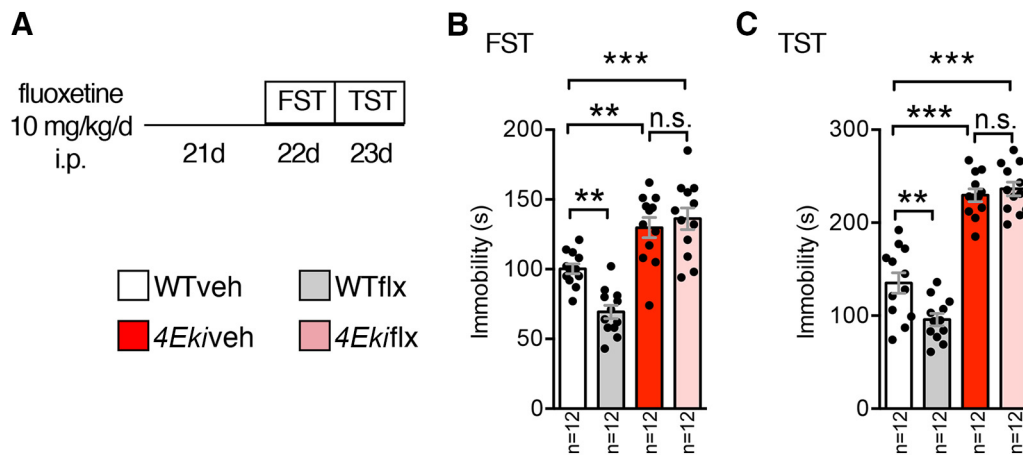 A
fluoxetine
10 mg/kg/d
i.p.
FST TST
21d 22d 23d
WTveh WTflx
4Ekiveh 4Ekiflx
B FST
***
** n.s.
**
200
150
100
50
0
Immobility (s)
n=12 n=12 n=12 n=12
C TST
***
*** n.s.
**
300
200
100
0
Immobility (s)
n=12 n=12 n=12 n=12